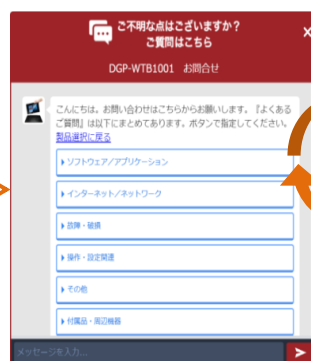 ご不明な点はございますか？
ご質問はこちら
DGP-WTB1001 お問合せ
こんにちは。お問い合わせはこちらからお願いします。『よくある
ご質問』は以下にまとめてあります。ボタンで指定してください。
製品選択に戻る
ソフトウェア/アプリケーション
インターネット/ネットワーク
故障・破損
操作・設定関連
その他
付属品・周辺機器
メッセージを入力...